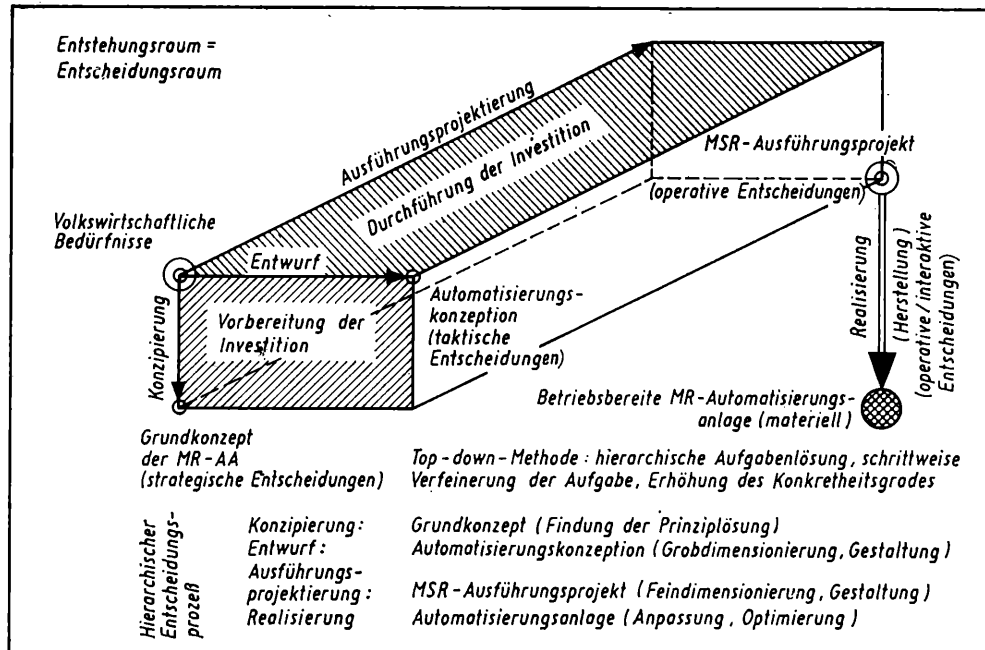 Entstehungsraum =
Entscheidungsraum
Ausführungsprojektierung
Durchführung der Investition
MSR-Ausführungsprojekt
(operative Entscheidungen)
Volkswirtschaftliche
Bedürfnisse
Entwurf
Konzipierung
Vorbereitung der
Investition
Automatisierungs-
konzeption
(taktische
Entscheidungen)
Realisierung
(Herstellung)
(operative/interaktive
Entscheidungen)
Betriebsbereite MR-Automatisierungs-
anlage (materiell)
Grundkonzept
der MR-AA
(strategische Entscheidungen)
Top-down-Methode: hierarchische Aufgabenlösung, schrittweise
Verfeinerung der Aufgabe, Erhöhung des Konkretheitsgrades
Hierarchischer
Entscheidungs-
prozeß
Konzipierung: Grundkonzept (Findung der Prinziplösung)
Entwurf: Automatisierungskonzeption (Grobdimensionierung, Gestaltung)
Ausführungs-
projektierung: MSR-Ausführungsprojekt (Feindimensionierung, Gestaltung)
Realisierung Automatisierungsanlage (Anpassung, Optimierung)